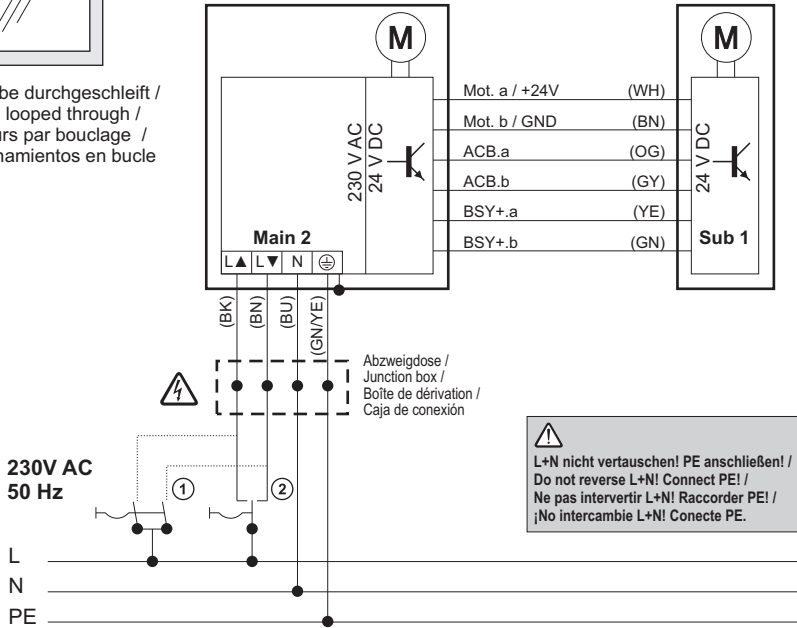 be durchgeschleift /
looped through /
rs par bouclage /
namientos en bucle
M
M
230 V AC
24 V DC
Mot. a / +24V (WH)
Mot. b / GND (BN)
ACB.a (OG)
ACB.b (GY)
BSY+.a (YE)
BSY+.b (GN)
24 V DC
Main 2
Sub 1
L▲ L▼ N
(BK) (BN) (BU) (GN/YE)
Abzweigdose /
Junction box /
Boîte de dérivation /
Caja de conexión
L+N nicht vertauschen! PE anschließen! /
Do not reverse L+N! Connect PE! /
Ne pas intervertir L+N! Raccorder PE! /
¡No intercambie L+N! Conecte PE.
230V AC
50 Hz
① ②
L
N
PE